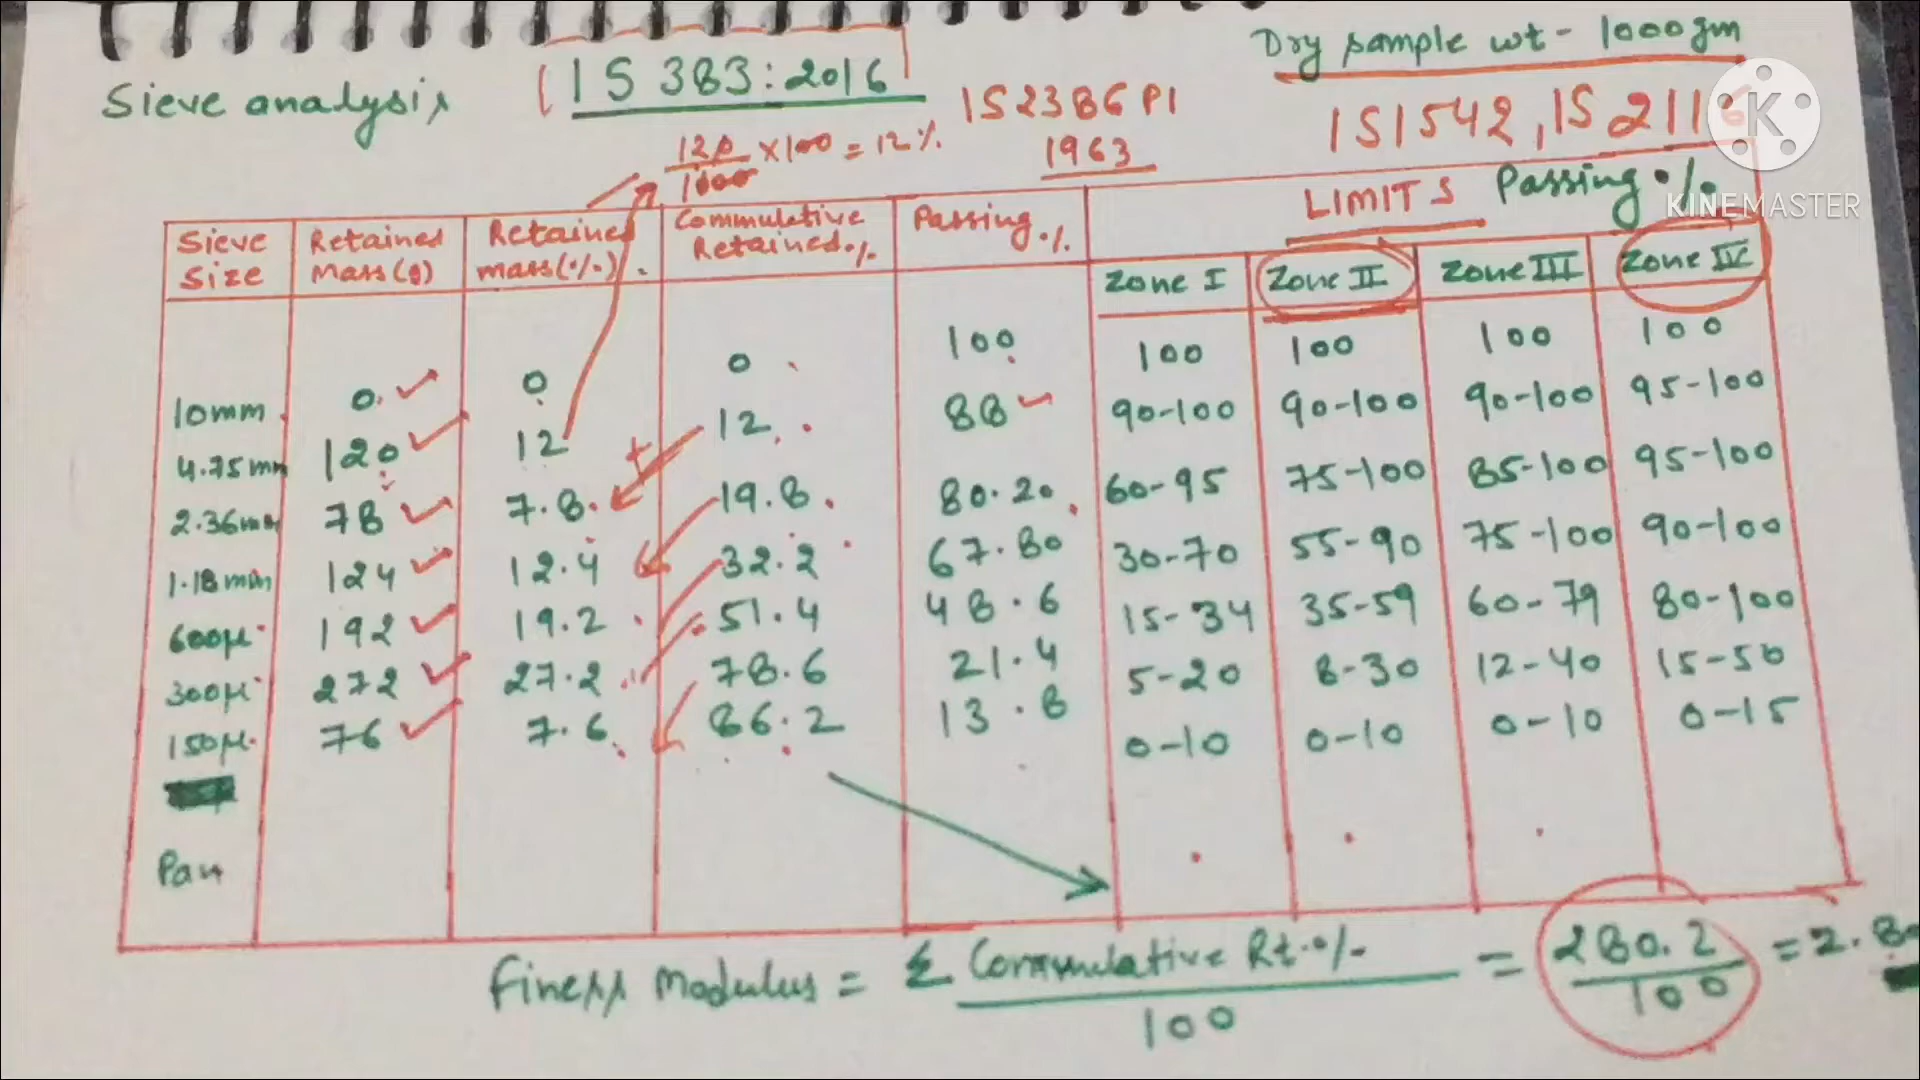 Dry sample wt - 1000gm
Sieve analysis
IS 383:2016
IS2386 P1
1963
IS1542, IS 2116
120/1000 x100 = 12%
K
KINEMASTER
LIMITS Passing %
Sieve Size | Retained Mass(g) | Retained mass(%) | Commulative Retained % | Passing % | Zone I | Zone II | Zone III | Zone IV
10mm | 0 | 0 | 0 | 100 | 100 | 100 | 100 | 100
4.75mm | 120 | 12 | 12 | 88 | 90-100 | 90-100 | 90-100 | 95-100
2.36mm | 78 | 7.8 | + | 19.8 | 80.20 | 60-95 | 75-100 | 85-100 | 95-100
1.18mm | 124 | 12.4 | 32.2 | 67.80 | 30-70 | 55-90 | 75-100 | 90-100
600µ | 192 | 19.2 | 51.4 | 48.6 | 15-34 | 35-59 | 60-79 | 80-100
300µ | 272 | 27.2 | 78.6 | 21.4 | 5-20 | 8-30 | 12-40 | 15-50
150µ | 76 | 7.6 | 86.2 | 13.8 | 0-10 | 0-10 | 0-10 | 0-15
Pan
Finess Modulus = Σ Commulative Rt.% / 100 = 280.2 / 100 = 2.80